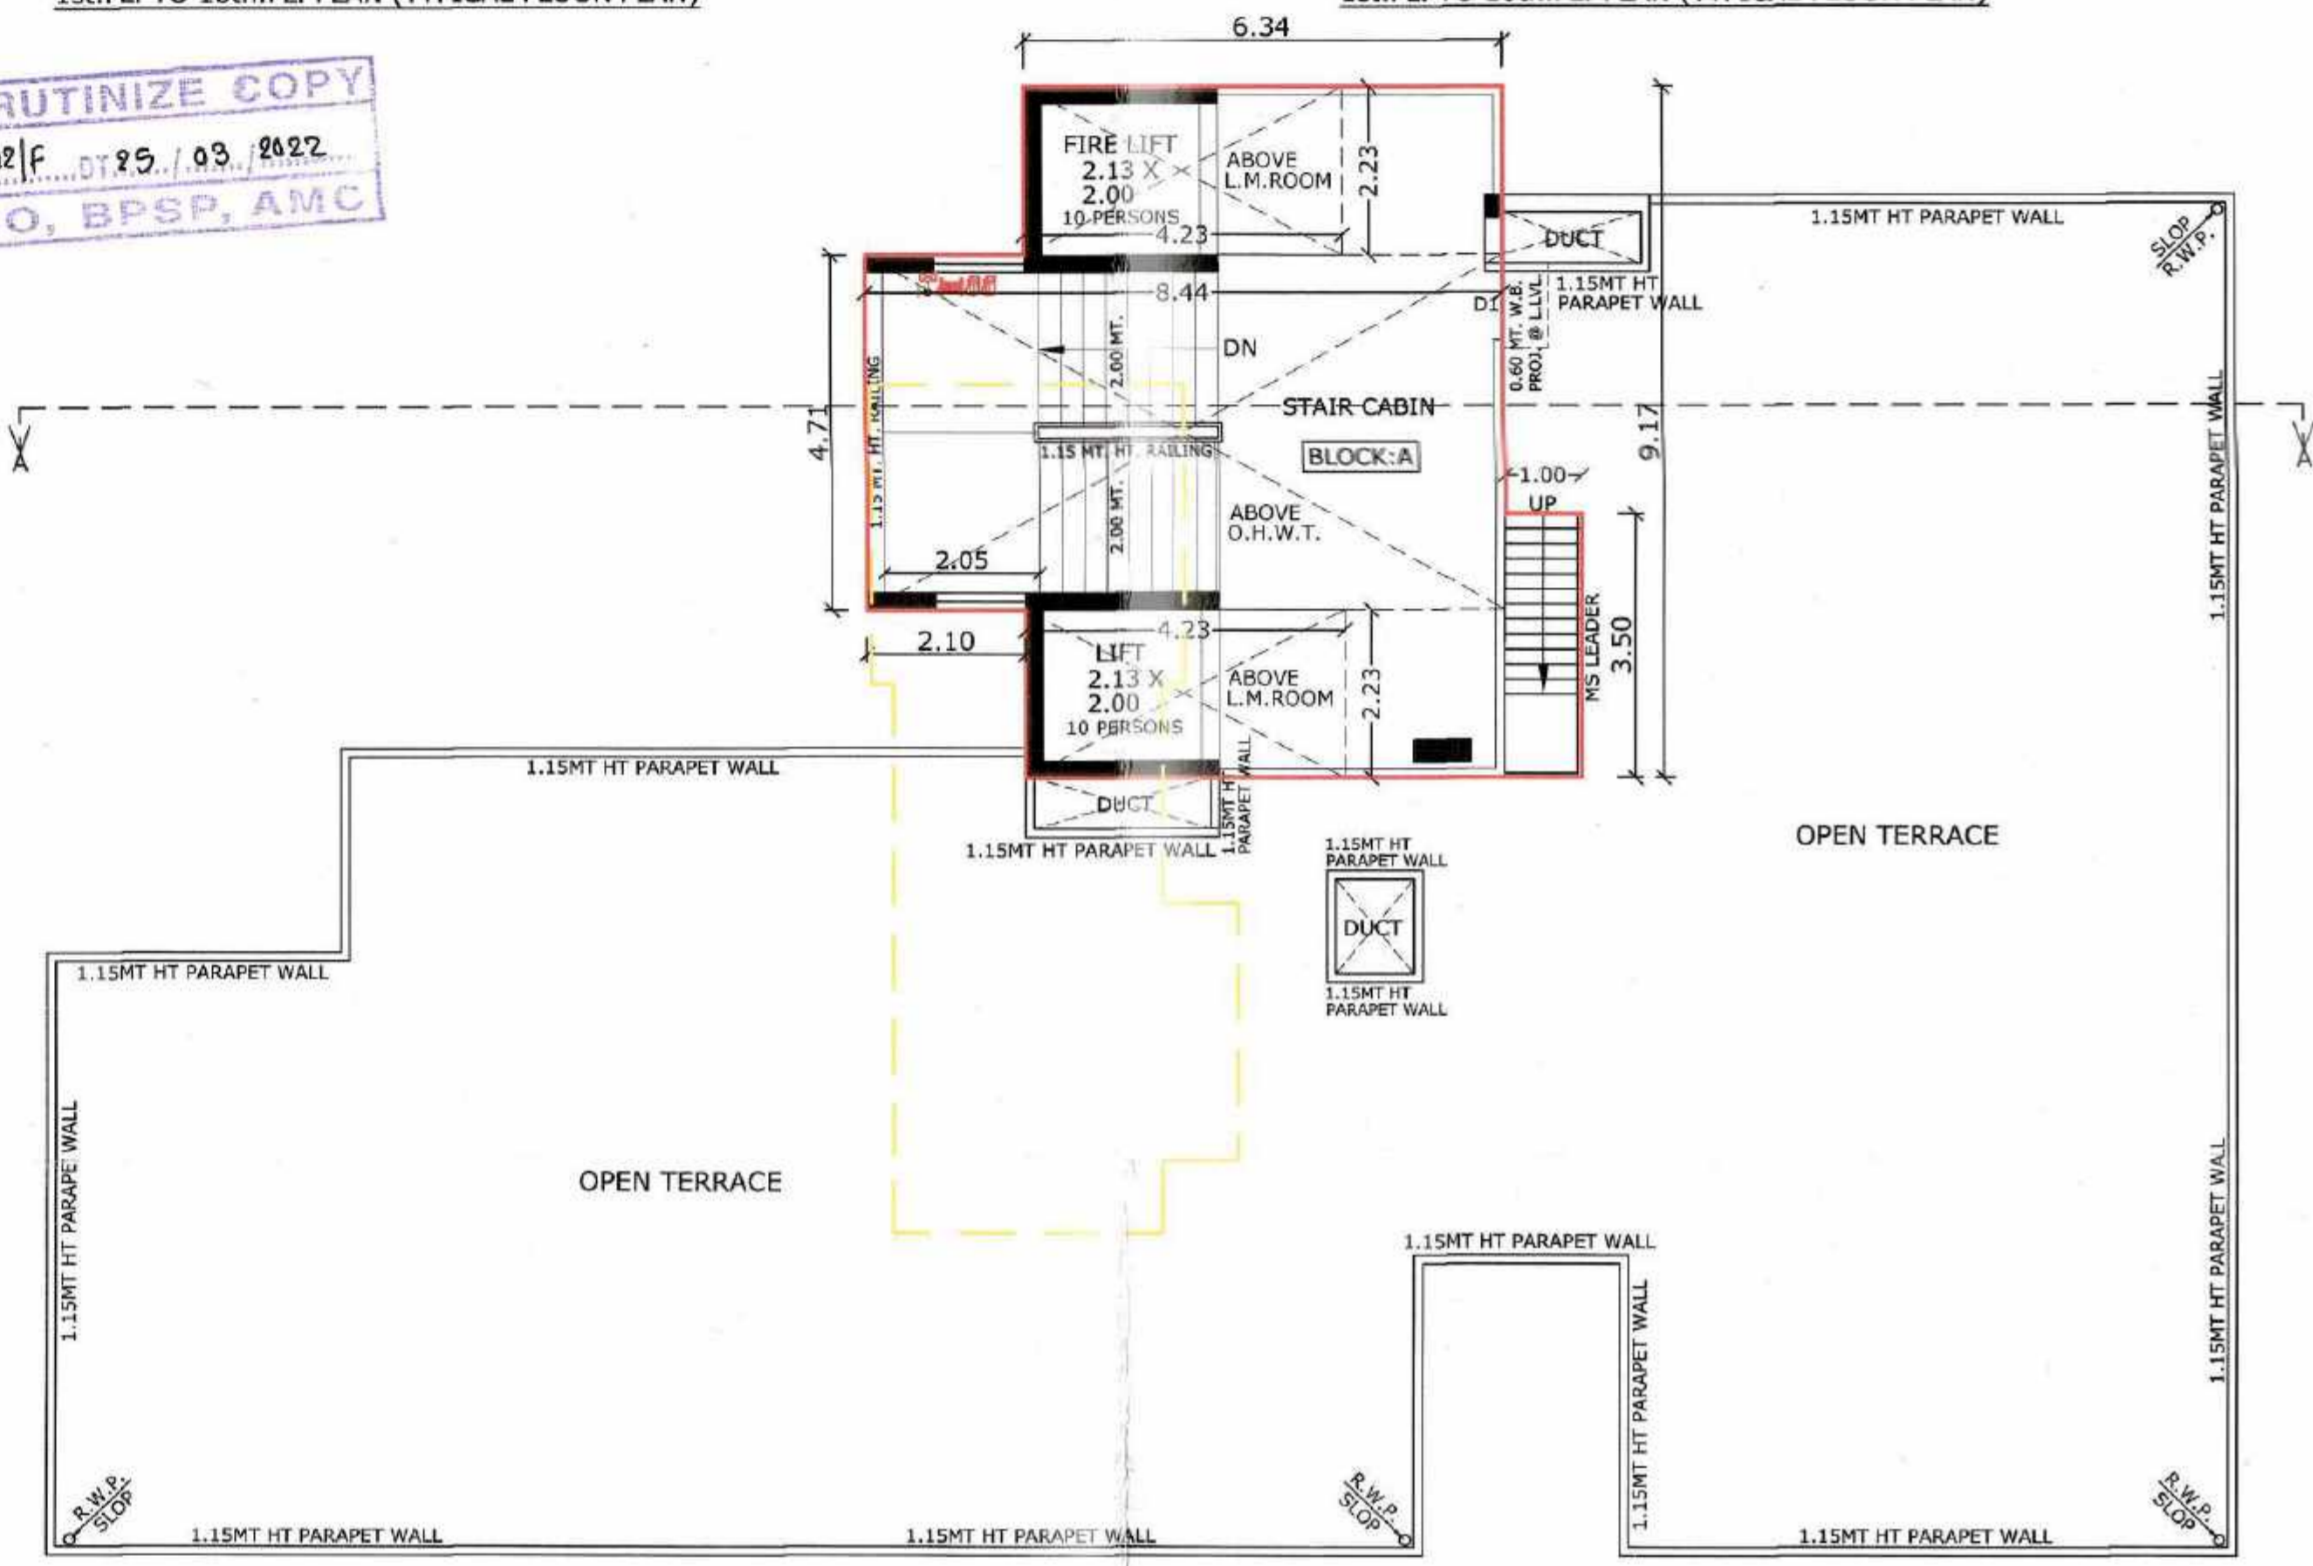 6.34
RUTINIZE COPY
DT 25/03/2022
O, BPSP, AMC
FIRE LIFT
2.13 X
2.00
10 PERSONS
4.23
ABOVE
L.M.ROOM
2.23
DUCT
1.15MT HT PARAPET WALL
SLOP
R.W.P.
1.15MT HT
PARAPET WALL
8.44
D1
0.60 MT. W.B.
PROJ. @ L.LVL
DN
2.00 MT.
1.15 MT. HT. RAILING
4.71
A
STAIR CABIN
BLOCK:A
1.15 MT. HT. RAILING
2.00 MT.
ABOVE
O.H.W.T.
9.17
A
1.15MT HT PARAPET WALL
1.00
UP
2.05
2.10
4.23
LIFT
2.13 X
2.00
10 PERSONS
ABOVE
L.M.ROOM
2.23
MS LEADER
3.50
1.15MT HT PARAPET WALL
DUCT
1.15MT HT
PARAPET WALL
1.15MT HT PARAPET WALL
OPEN TERRACE
1.15MT HT
PARAPET WALL
DUCT
1.15MT HT
PARAPET WALL
1.15MT HT PARAPET WALL
1.15MT HT PARAPET WALL
OPEN TERRACE
1.15MT HT PARAPET WALL
1.15MT HT PARAPET WALL
1.15MT HT PARAPET WALL
R.W.P.
SLOP
1.15MT HT PARAPET WALL
1.15MT HT PARAPET WALL
R.W.P.
SLOP
1.15MT HT PARAPET WALL
R.W.P.
SLOP